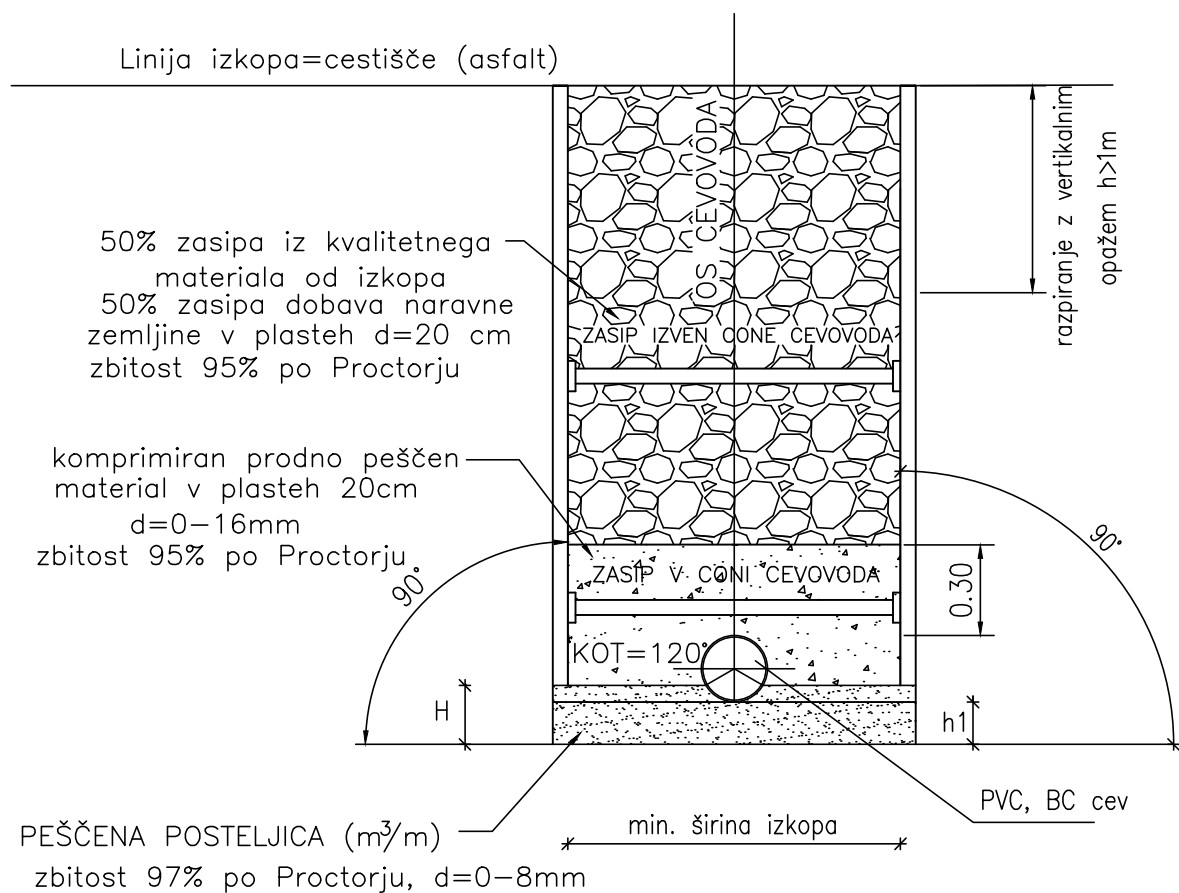 Linija izkopa=cestišče (asfalt)
OS CEVOVODA
razpiranje z vertikalnim
opažem h>1m
50% zasipa iz kvalitetnega
materiala od izkopa
50% zasipa dobava naravne
zemljine v plasteh d=20 cm
zbitost 95% po Proctorju
ZASIP IZVEN CONE CEVOVODA
komprimiran prodno peščen
material v plasteh 20cm
d=0-16mm
zbitost 95% po Proctorju
90°
90°
ZASIP V CONI CEVOVODA
0.30
KOT=120°
H
h1
PVC, BC cev
min. širina izkopa
PEŠČENA POSTELJICA (m³/m)
zbitost 97% po Proctorju, d=0-8mm